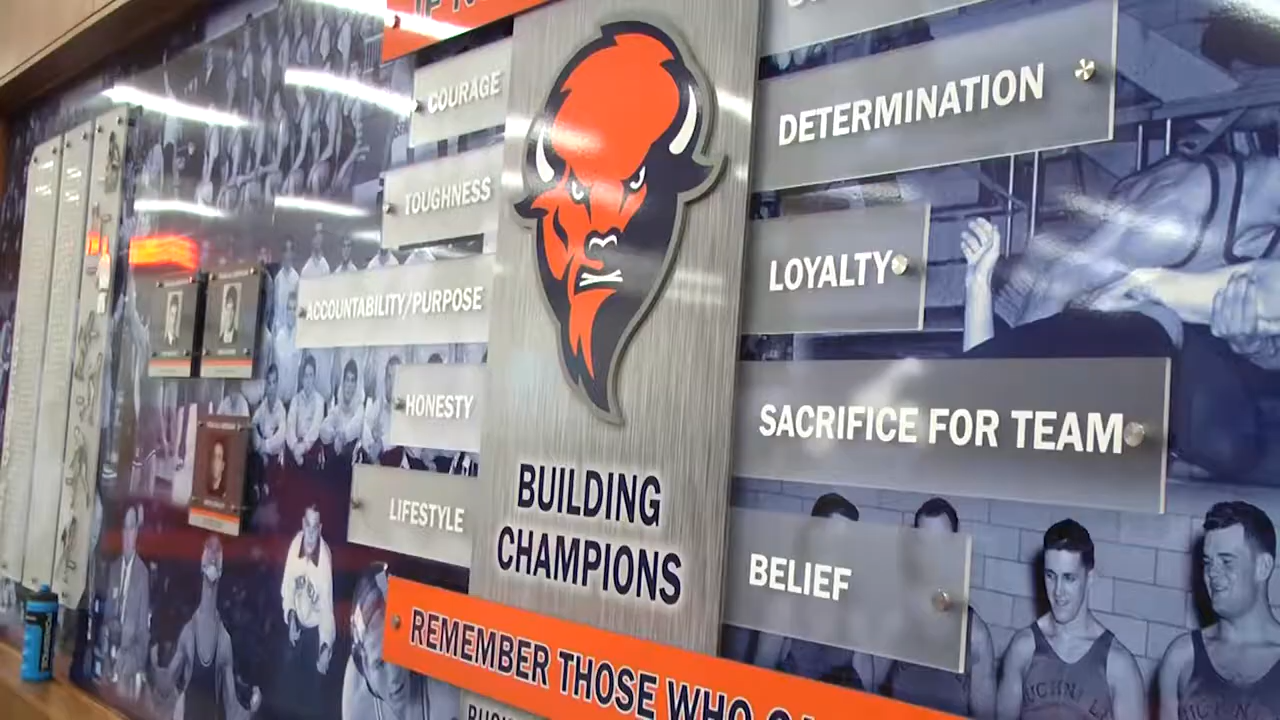 COURAGE
TOUGHNESS
ACCOUNTABILITY/PURPOSE
HONESTY
LIFESTYLE
BUILDING
CHAMPIONS
DETERMINATION
LOYALTY
SACRIFICE FOR TEAM
BELIEF
REMEMBER THOSE WHO